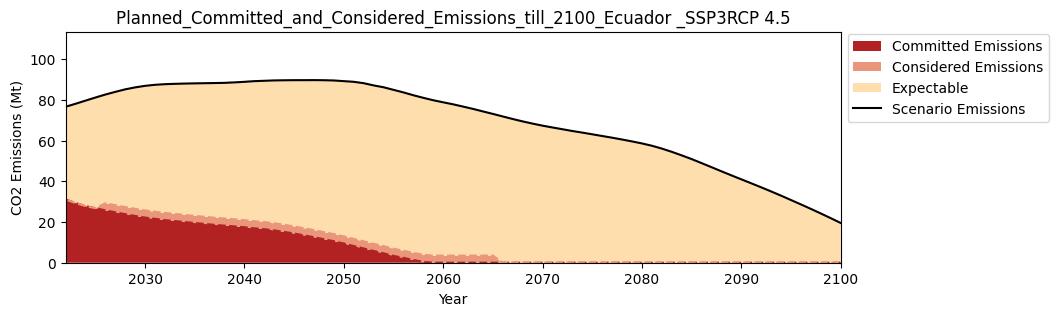 Planned_Committed_and_Considered_Emissions_till_2100_Ecuador _SSP3RCP 4.5
CO2 Emissions (Mt)
100
80
60
40
20
0
2030 2040 2050 2060 2070 2080 2090 2100
Year
Committed Emissions
Considered Emissions
Expectable
Scenario Emissions